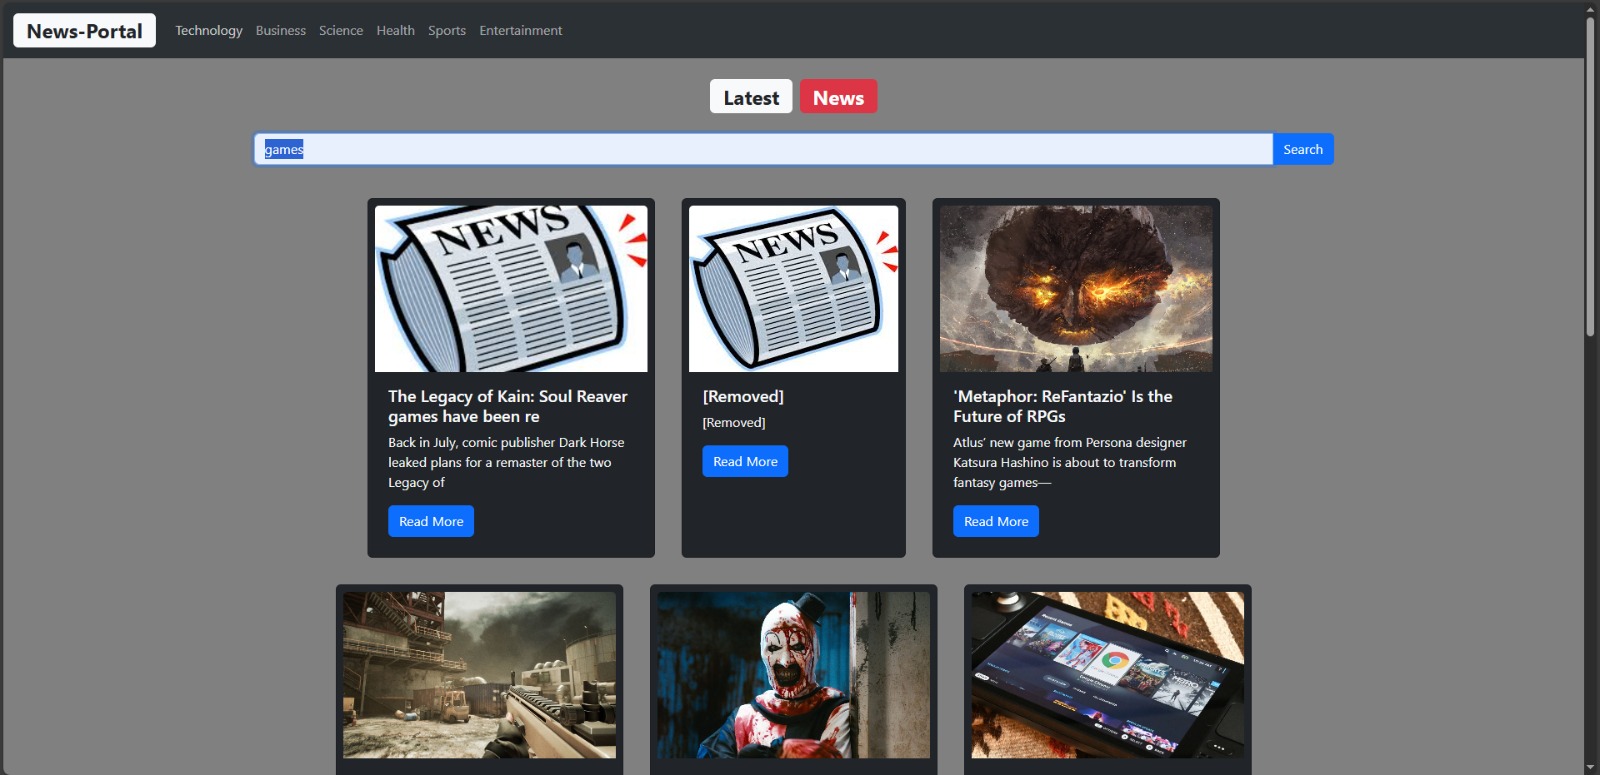 News-Portal
Technology Business Science Health Sports Entertainment
Latest News
games
Search
NEWS
NEWS
The Legacy of Kain: Soul Reaver
games have been re
Back in July, comic publisher Dark Horse
leaked plans for a remaster of the two
Legacy of
Read More
[Removed]
[Removed]
Read More
'Metaphor: ReFantazio' Is the
Future of RPGs
Atlus’ new game from Persona designer
Katsura Hashino is about to transform
fantasy games—
Read More